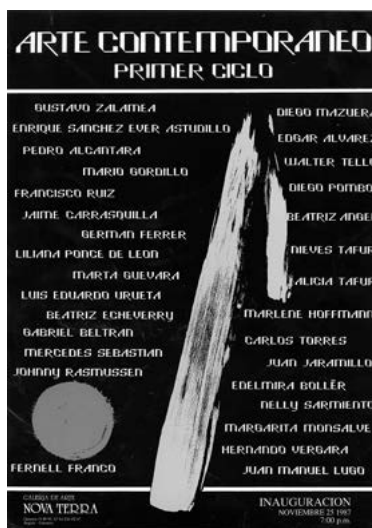 ARTE CONTEMPORANEO
PRIMER CICLO
GUSTAVO ZALAMEA
ENRIQUE SANCHEZ EVER ASTUDILLO
PEDRO ALCANTARA
MARIO GORDILLO
FRANCISCO RUIZ
JAIME CARRASQUILLA
GERMAN FERRER
LILIANA PONCE DE LEON
MARTA GUEVARA
LUIS EDUARDO URUETA
BEATRIZ ECHEVERRY
GABRIEL BELTRAN
MERCEDES SEBASTIAN
JOHNNY RASMUSSEN
FERNELL FRANCO
DIEGO MAZUERA
EDGAR ALVAREZ
WALTER TELLO
DIEGO POMBO
BEATRIZ ANGEL
NIEVES TAFUR
ALICIA TAFUR
MARLENE HOFFMANN
CARLOS TORRES
JUAN JARAMILLO
EDELMIRA BOLLËR
NELLY SARMIENTO
MARGARITA MONSALVE
HERNANDO VERGARA
JUAN MANUEL LUGO
GALERIA DE ARTE
NOVA TERRA
INAUGURACION
NOVIEMBRE 25 1987
7:00 p.m.